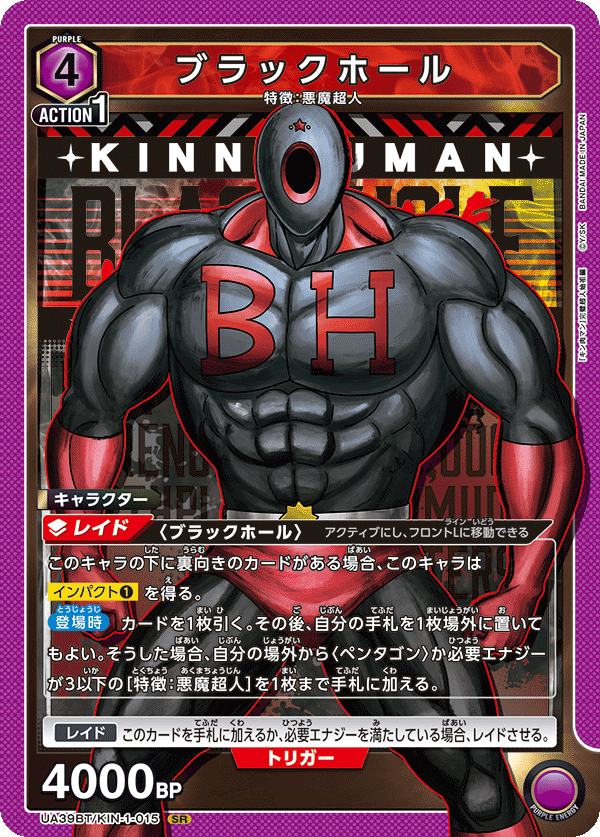 PURPLE
4
ブラックホール
特徴:悪魔超人
ACTION1
KINN UMAN
BH
キャラクター
レイド 〈ブラックホール〉 アクティブにし、フロントLに移動できる
このキャラの下に裏向きのカードがある場合、このキャラは
インパクト❶を得る。
登場時 カードを1枚引く。その後、自分の手札を1枚場外に置いて
もよい。そうした場合、自分の場外から〈ペンタゴン〉か必要エナジー
が3以下の[特徴:悪魔超人]を1枚まで手札に加える。
レイド このカードを手札に加えるか、必要エナジーを満たしている場合、レイドさせる。
トリガー
4000BP
UA39BT/KIN-1-015 SR
PURPLE ENERGY
©Y/SK BANDAI MADE IN JAPAN